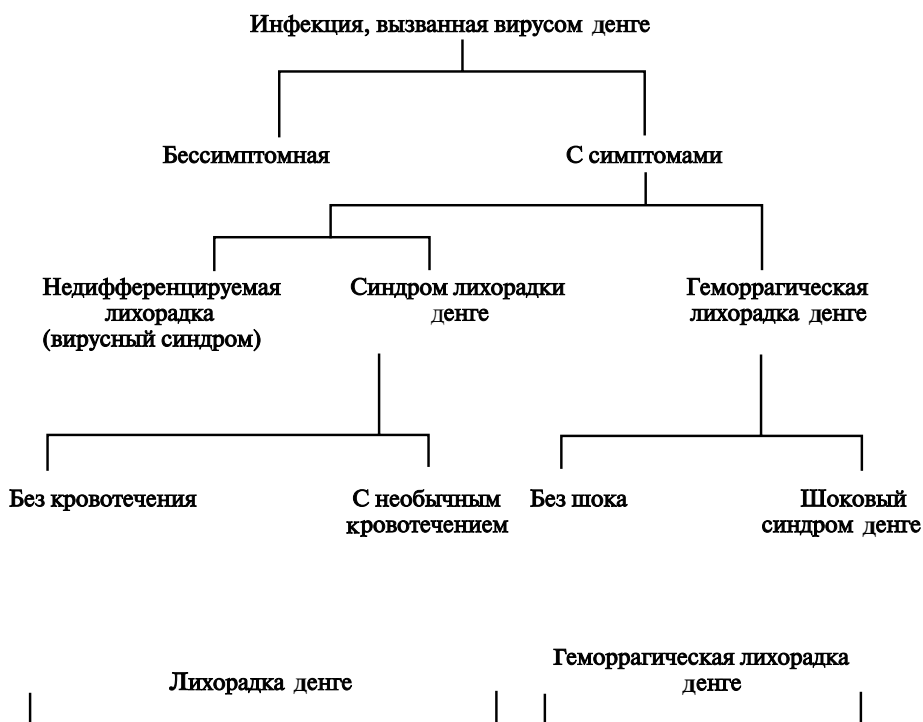 Инфекция, вызванная вирусом денге
Бессимптомная
С симптомами
Недифференцируемая
лихорадка
(вирусный синдром)
Синдром лихорадки
денге
Геморрагическая
лихорадка денге
Без кровотечения
С необычным
кровотечением
Без шока
Шоковый
синдром денге
Лихорадка денге
Геморрагическая лихорадка
денге